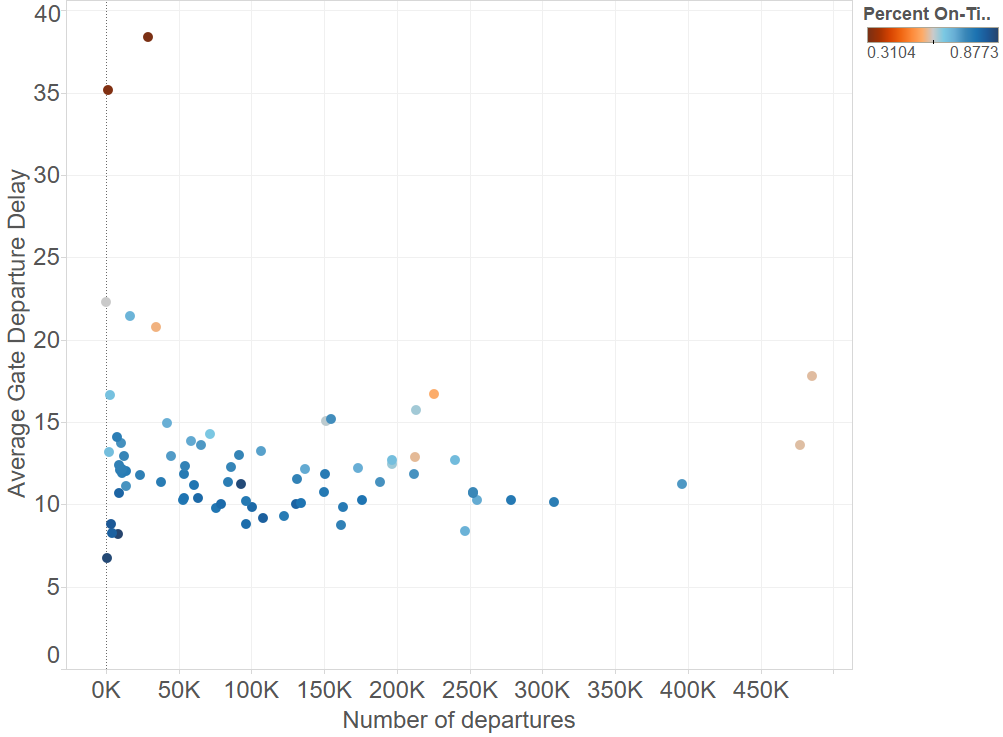 Percent On-Ti..
0.3104 0.8773
Average Gate Departure Delay
40
35
30
25
20
15
10
5
0
0K 50K 100K 150K 200K 250K 300K 350K 400K 450K
Number of departures